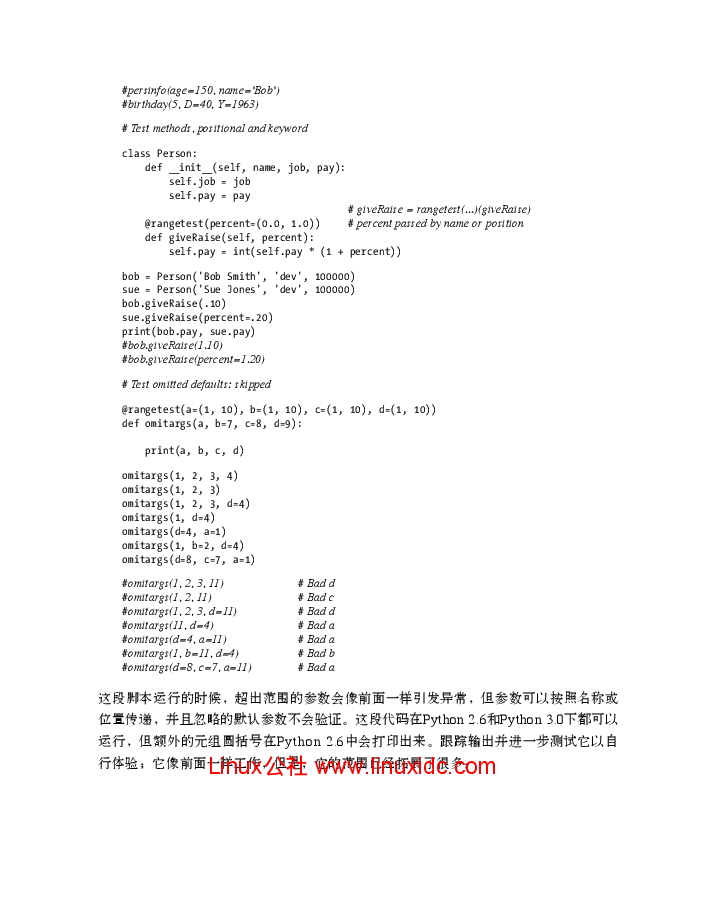 #persinfo(age=150, name='Bob')
#birthday(5, D=40, Y=1963)
# Test methods, positional and keyword
class Person:
    def __init__(self, name, job, pay):
        self.job = job
        self.pay = pay
# giveRaise = rangetest(...)(giveRaise)
    @rangetest(percent=(0.0, 1.0))    # percent passed by name or position
    def giveRaise(self, percent):
        self.pay = int(self.pay * (1 + percent))
bob = Person('Bob Smith', 'dev', 100000)
sue = Person('Sue Jones', 'dev', 100000)
bob.giveRaise(.10)
sue.giveRaise(percent=.20)
print(bob.pay, sue.pay)
#bob.giveRaise(1.10)
#bob.giveRaise(percent=1.20)
# Test omitted defaults: skipped
@rangetest(a=(1, 10), b=(1, 10), c=(1, 10), d=(1, 10))
def omitargs(a, b=7, c=8, d=9):
    print(a, b, c, d)
omitargs(1, 2, 3, 4)
omitargs(1, 2, 3)
omitargs(1, 2, 3, d=4)
omitargs(1, d=4)
omitargs(d=4, a=1)
omitargs(1, b=2, d=4)
omitargs(d=8, c=7, a=1)
#omitargs(1, 2, 3, 11)    # Bad d
#omitargs(1, 2, 11)    # Bad c
#omitargs(1, 2, 3, d=11)    # Bad d
#omitargs(11, d=4)    # Bad a
#omitargs(d=4, a=11)    # Bad a
#omitargs(1, b=11, d=4)    # Bad b
#omitargs(d=8, c=7, a=11)    # Bad a
这段脚本运行的时候，超出范围的参数会像前面一样引发异常，但参数可以按照名称或
位置传递，并且忽略的默认参数不会验证。这段代码在Python 2.6和Python 3.0下都可以
运行，但额外的元组圆括号在Python 2.6中会打印出来。跟踪输出并进一步测试它以自
行体验；它像前面一样工作，但是，它的范围已经拓展了很多。
Linux公社 www.linuxidc.com